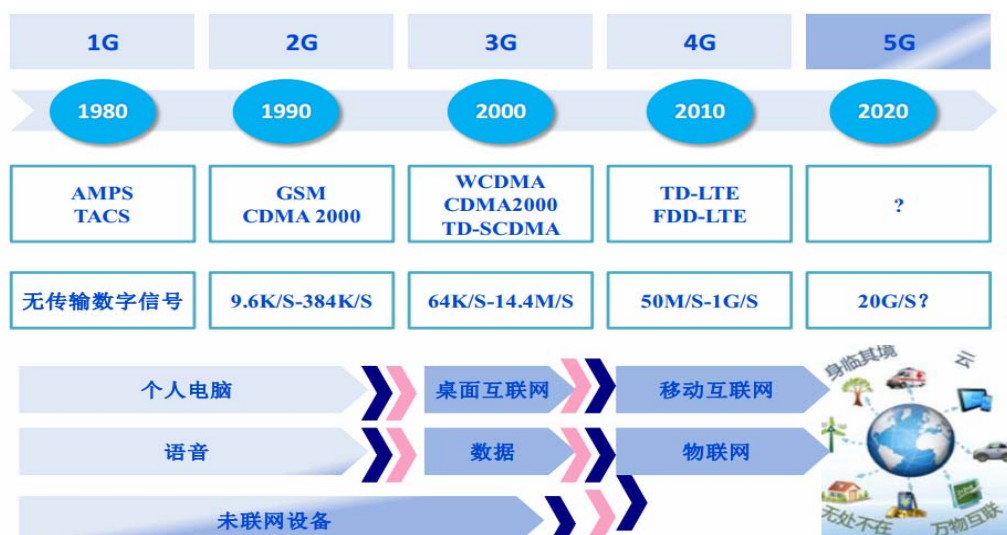 1G
2G
3G
4G
5G
1980
1990
2000
2010
2020
AMPS
TACS
GSM
CDMA 2000
WCDMA
CDMA2000
TD-SCDMA
TD-LTE
FDD-LTE
?
无传输数字信号
9.6K/S-384K/S
64K/S-14.4M/S
50M/S-1G/S
20G/S?
个人电脑
桌面互联网
移动互联网
语音
数据
物联网
未联网设备
身临其境
云
无处不在
万物互联